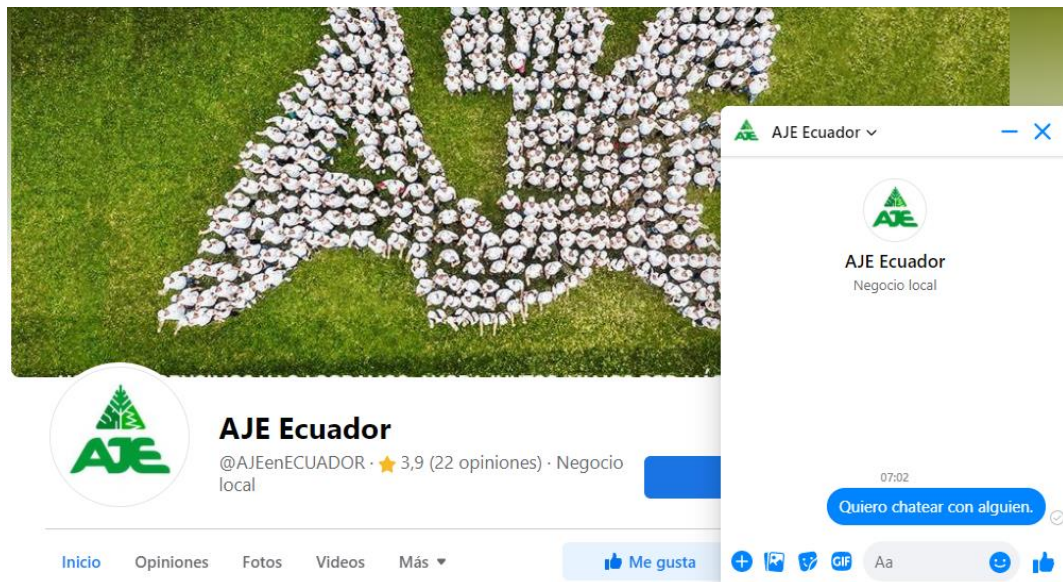 AJE
AJE Ecuador
@AJEenECUADOR · 3,9 (22 opiniones) · Negocio
local
Inicio Opiniones Fotos Videos Más
Me gusta
AJE
AJE Ecuador
AJE
AJE Ecuador
Negocio local
07:02
Quiero chatear con alguien.
GIF
Aa